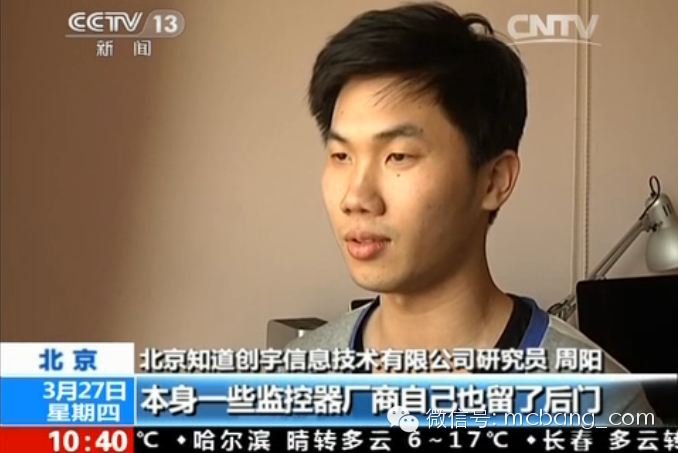 CCTV 13
新闻
CNTV
北京
北京知道创宇信息技术有限公司研究员 周阳
3月27日
星期四
本身一些监控器厂商自己也留了后门
微信号: mcbang_com
10:40
℃ •哈尔滨 晴转多云 6～17℃ •长春 多云转